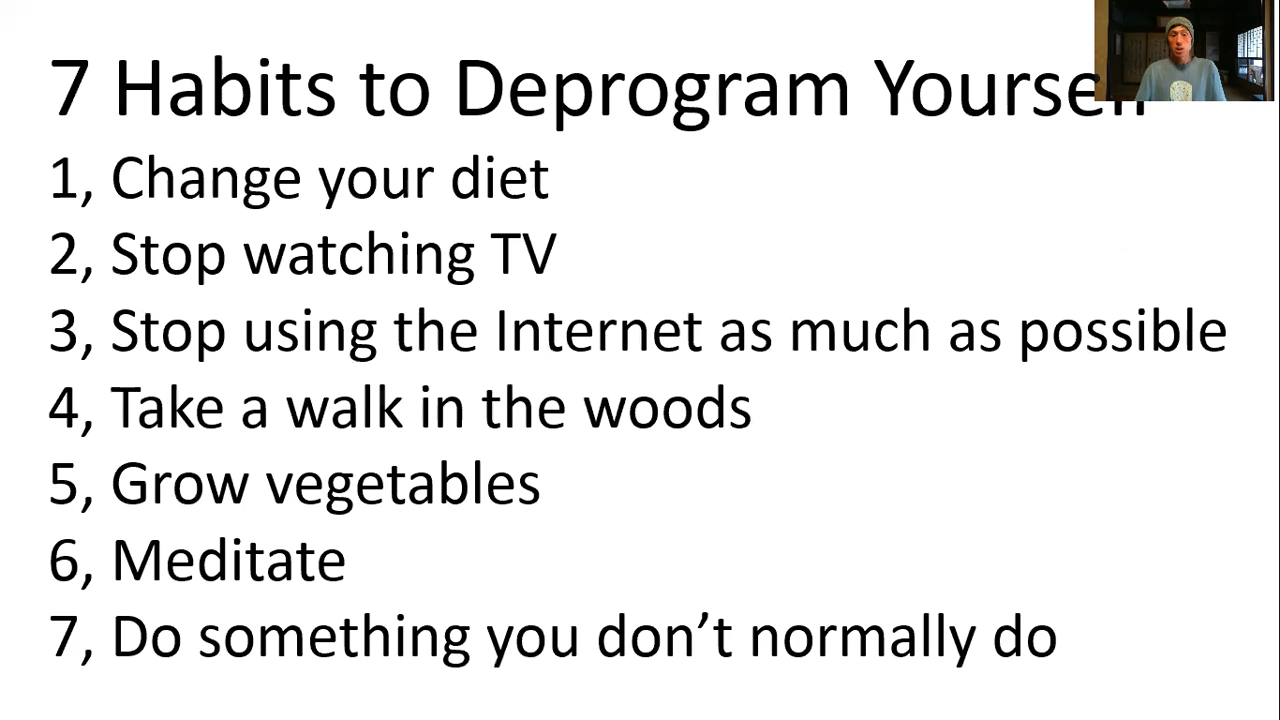 7 Habits to Deprogram Yourself
1, Change your diet
2, Stop watching TV
3, Stop using the Internet as much as possible
4, Take a walk in the woods
5, Grow vegetables
6, Meditate
7, Do something you don’t normally do